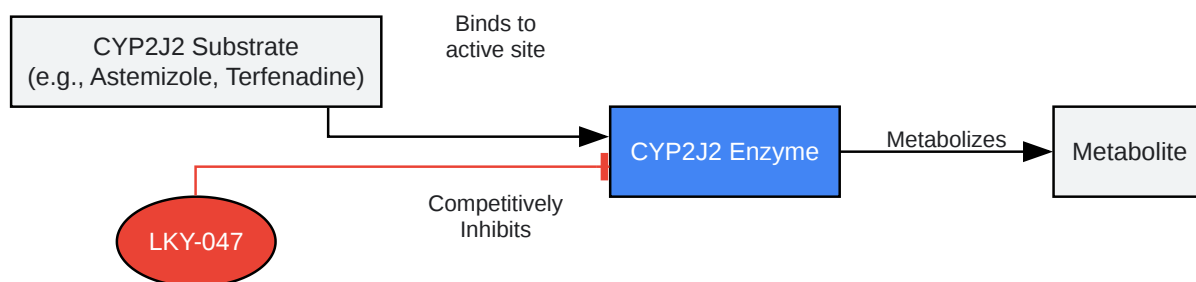 CYP2J2 Substrate
(e.g., Astemizole, Terfenadine)
Binds to
active site
CYP2J2 Enzyme
Metabolizes
Metabolite
Competitively
Inhibits
LKY-047